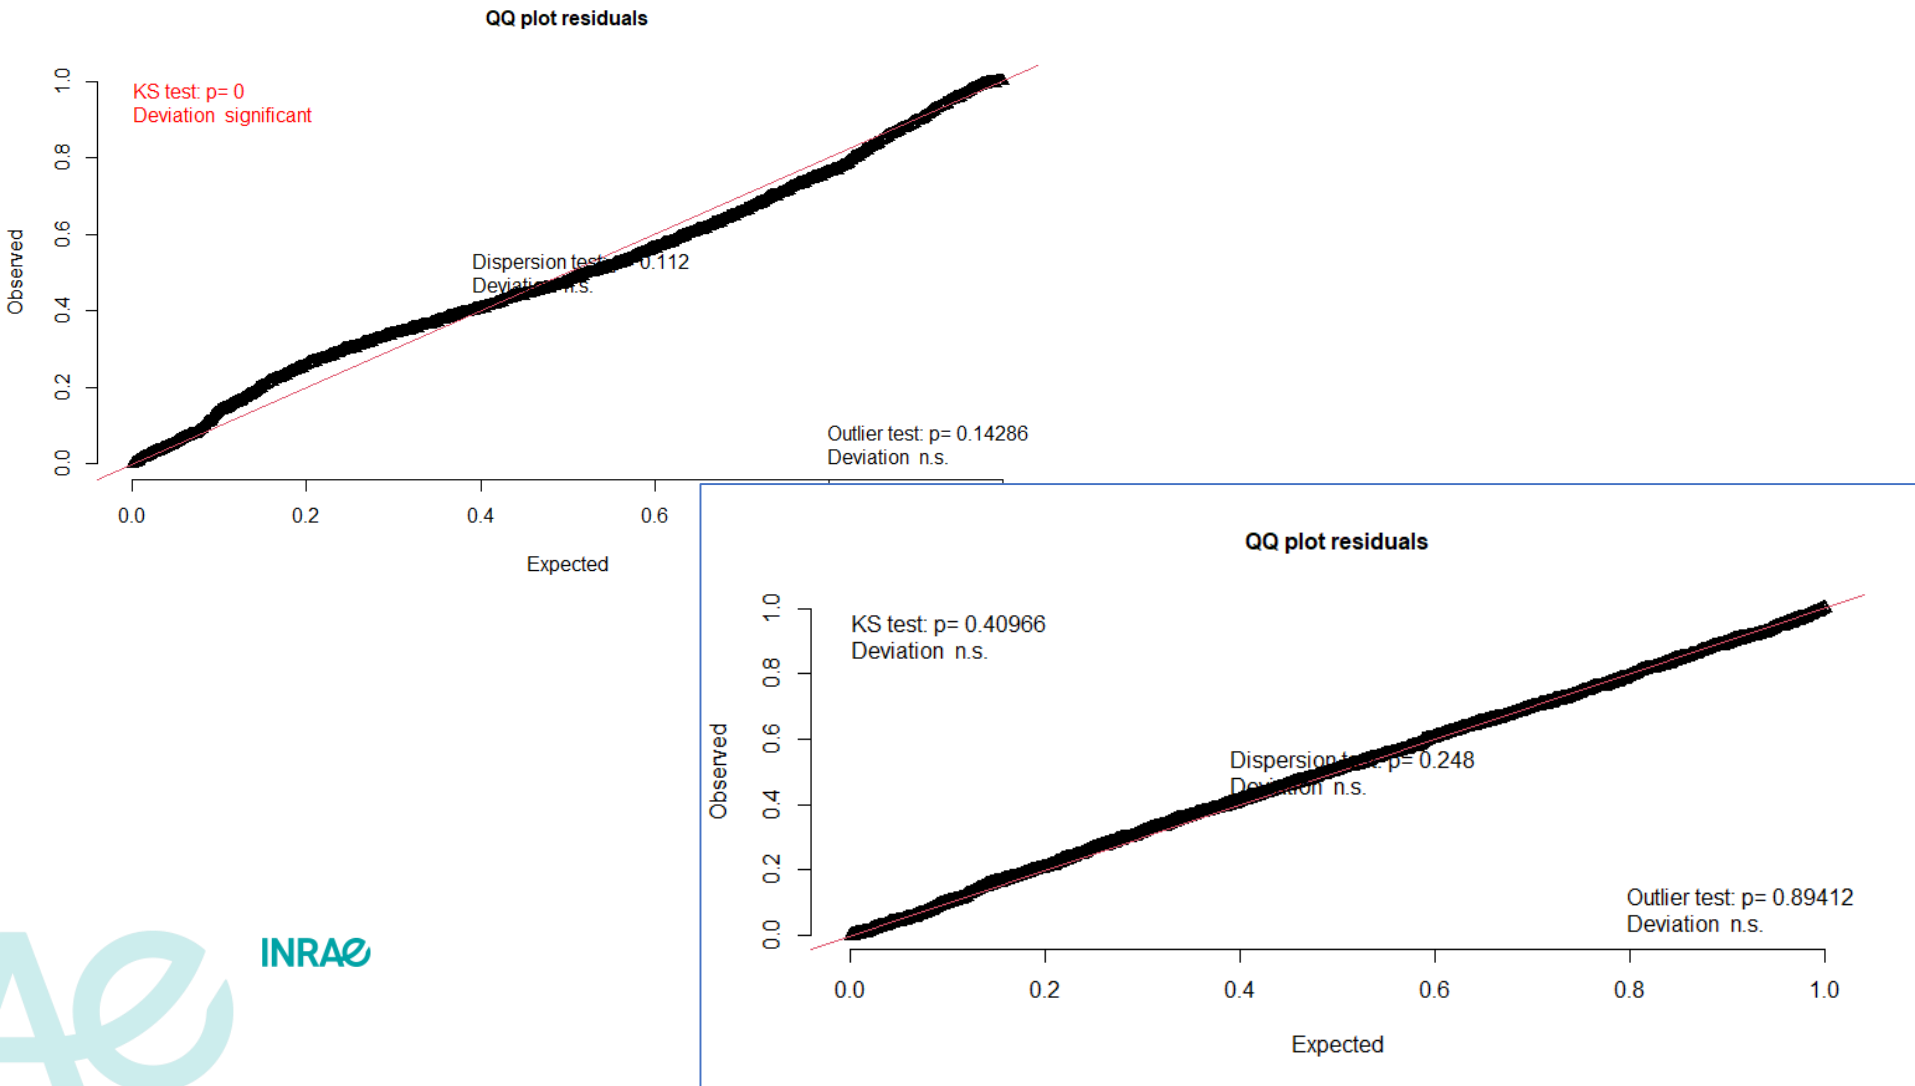 QQ plot residuals
KS test: p= 0
Deviation significant
Dispersion test 0.112
Deviation n.s.
Outlier test: p= 0.14286
Deviation n.s.
Observed
0.0
0.2
0.4
0.6
0.8
1.0
0.0 0.2 0.4 0.6
Expected
QQ plot residuals
KS test: p= 0.40966
Deviation n.s.
Dispersion test: p= 0.248
Deviation n.s.
Outlier test: p= 0.89412
Deviation n.s.
Observed
0.0
0.2
0.4
0.6
0.8
1.0
0.0 0.2 0.4 0.6 0.8 1.0
Expected
INRAE